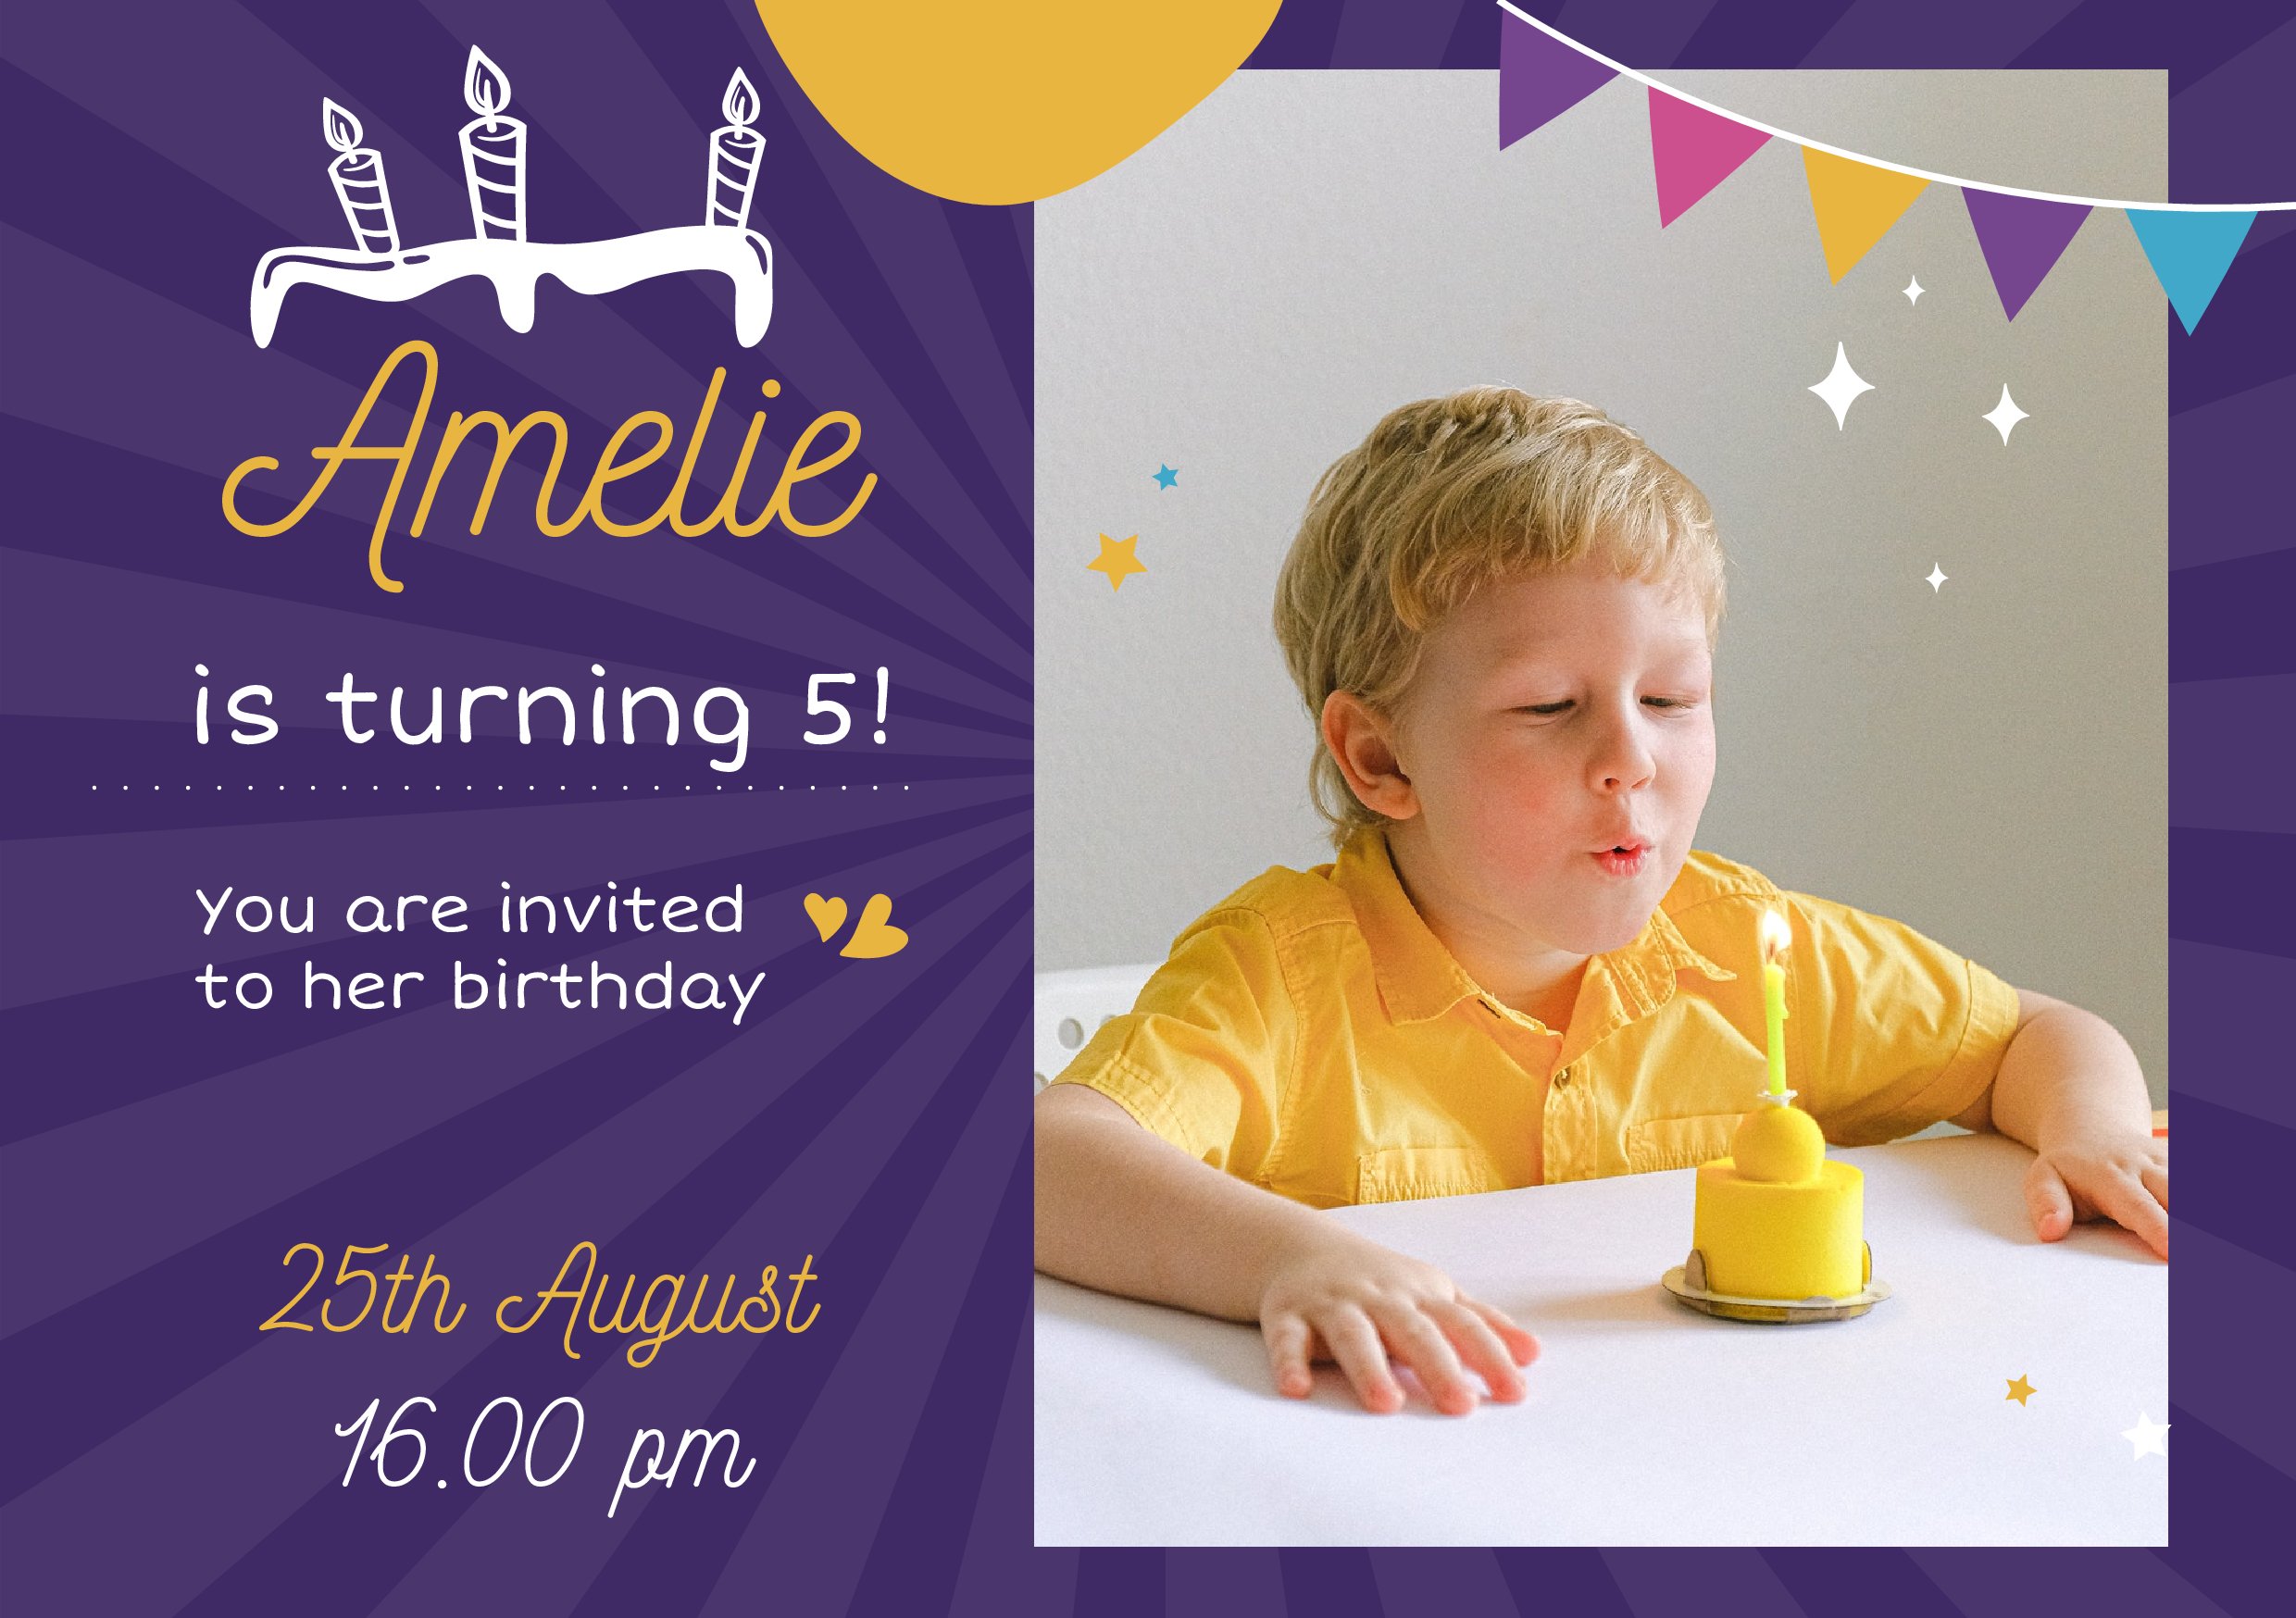 Amelie
is turning 5!
You are invited
to her birthday
25th August
16.00 pm